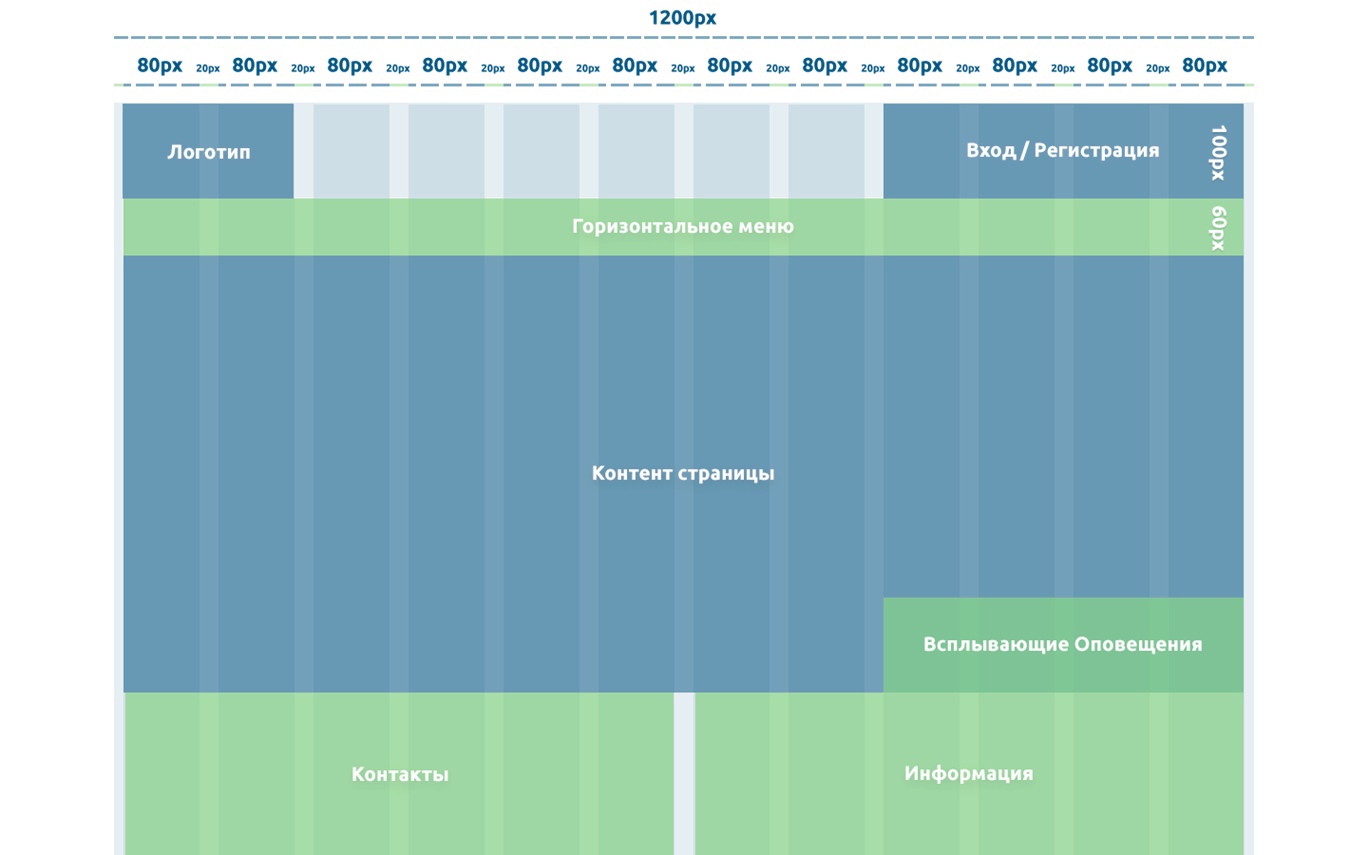 1200px
80px 20px 80px 20px 80px 20px 80px 20px 80px 20px 80px 20px 80px 20px 80px 20px 80px 20px 80px 20px 80px 20px 80px
Логотип
Вход / Регистрация
100px
Горизонтальное меню
60px
Контент страницы
Всплывающие Оповещения
Контакты
Информация